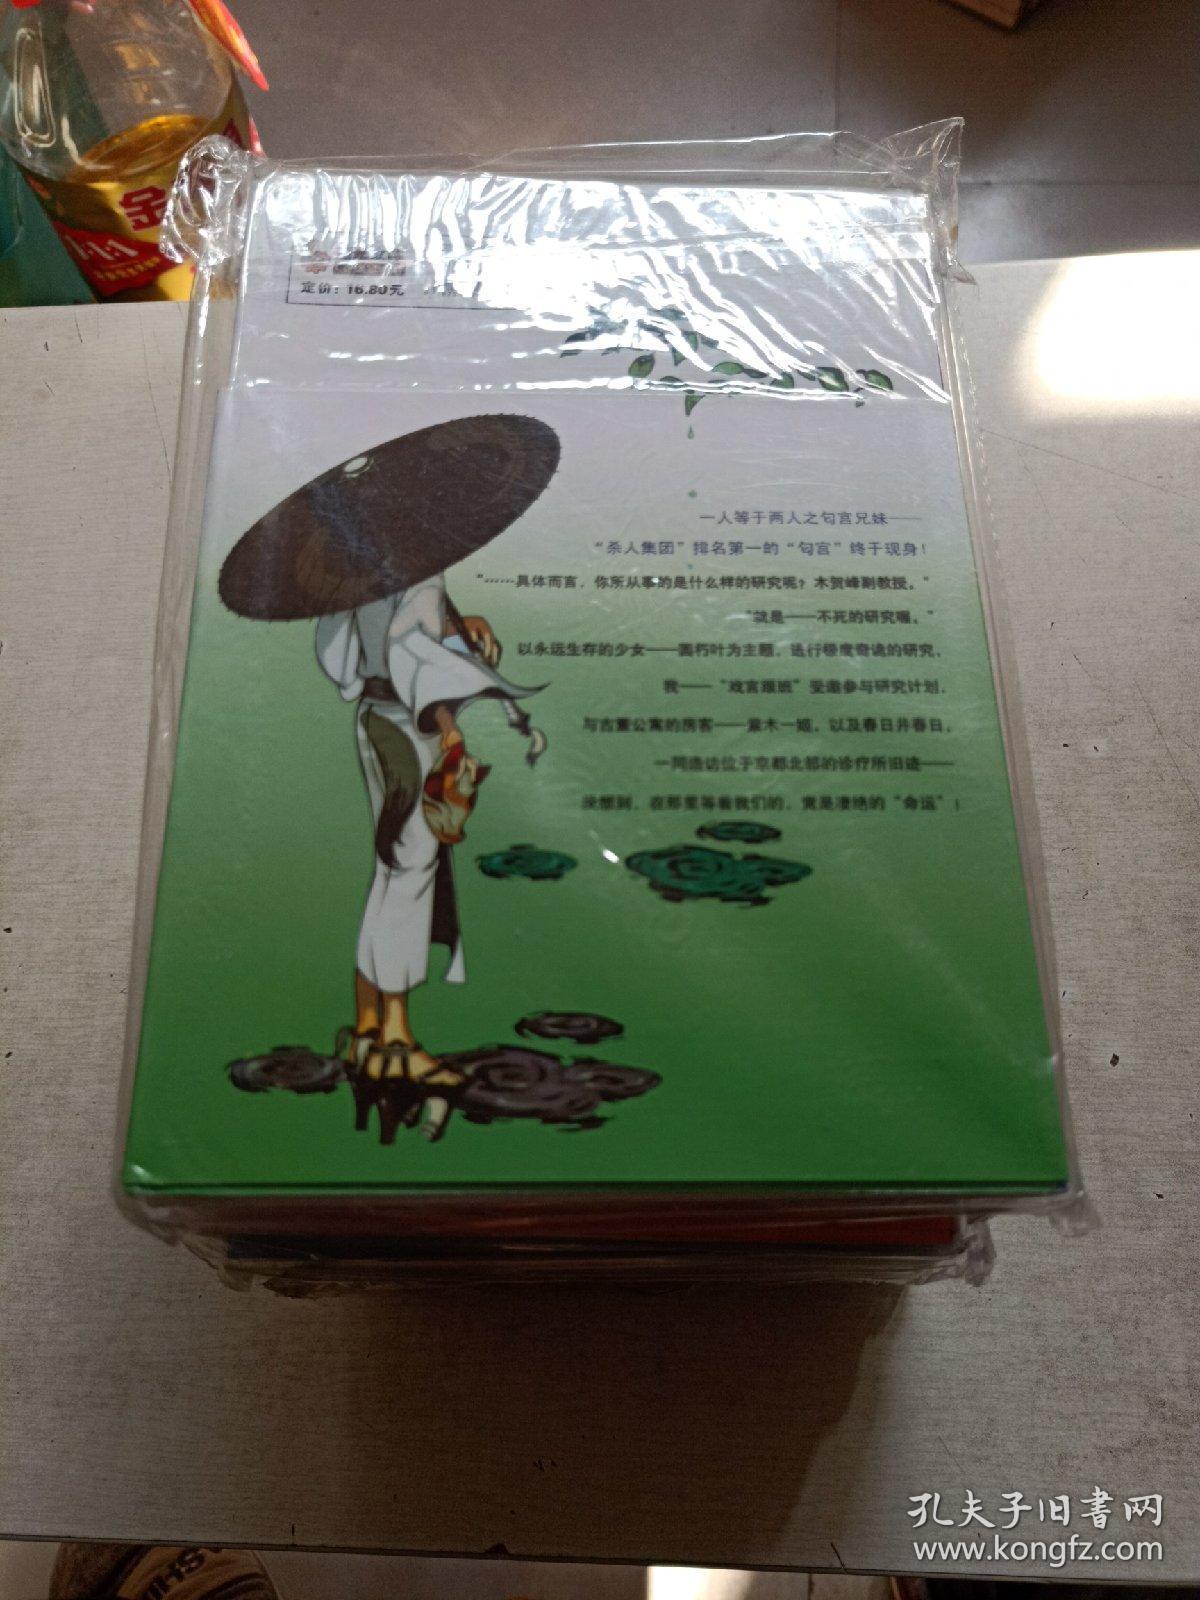 定价：16.80元
一人等于两人之匂宫兄妹——
“杀人集团”排名第一的“匂宫”终于现身！
“……具体而言，你所从事的是什么样的研究呢？木贺峰副教授。”
“就是——不死的研究喔。”
以永远生存的少女——圆朽叶为主题，进行极度奇诡的研究，
我——“戏言跟班”受邀参与研究计划，
与古董公寓的房客——紫木一姬，以及春日井春日，
一同造访位于京都北部的诊疗所旧迹——
没想到，在那里等着我们的，竟是凄绝的“命运”！
金
孔夫子旧书网
www.kongfz.com